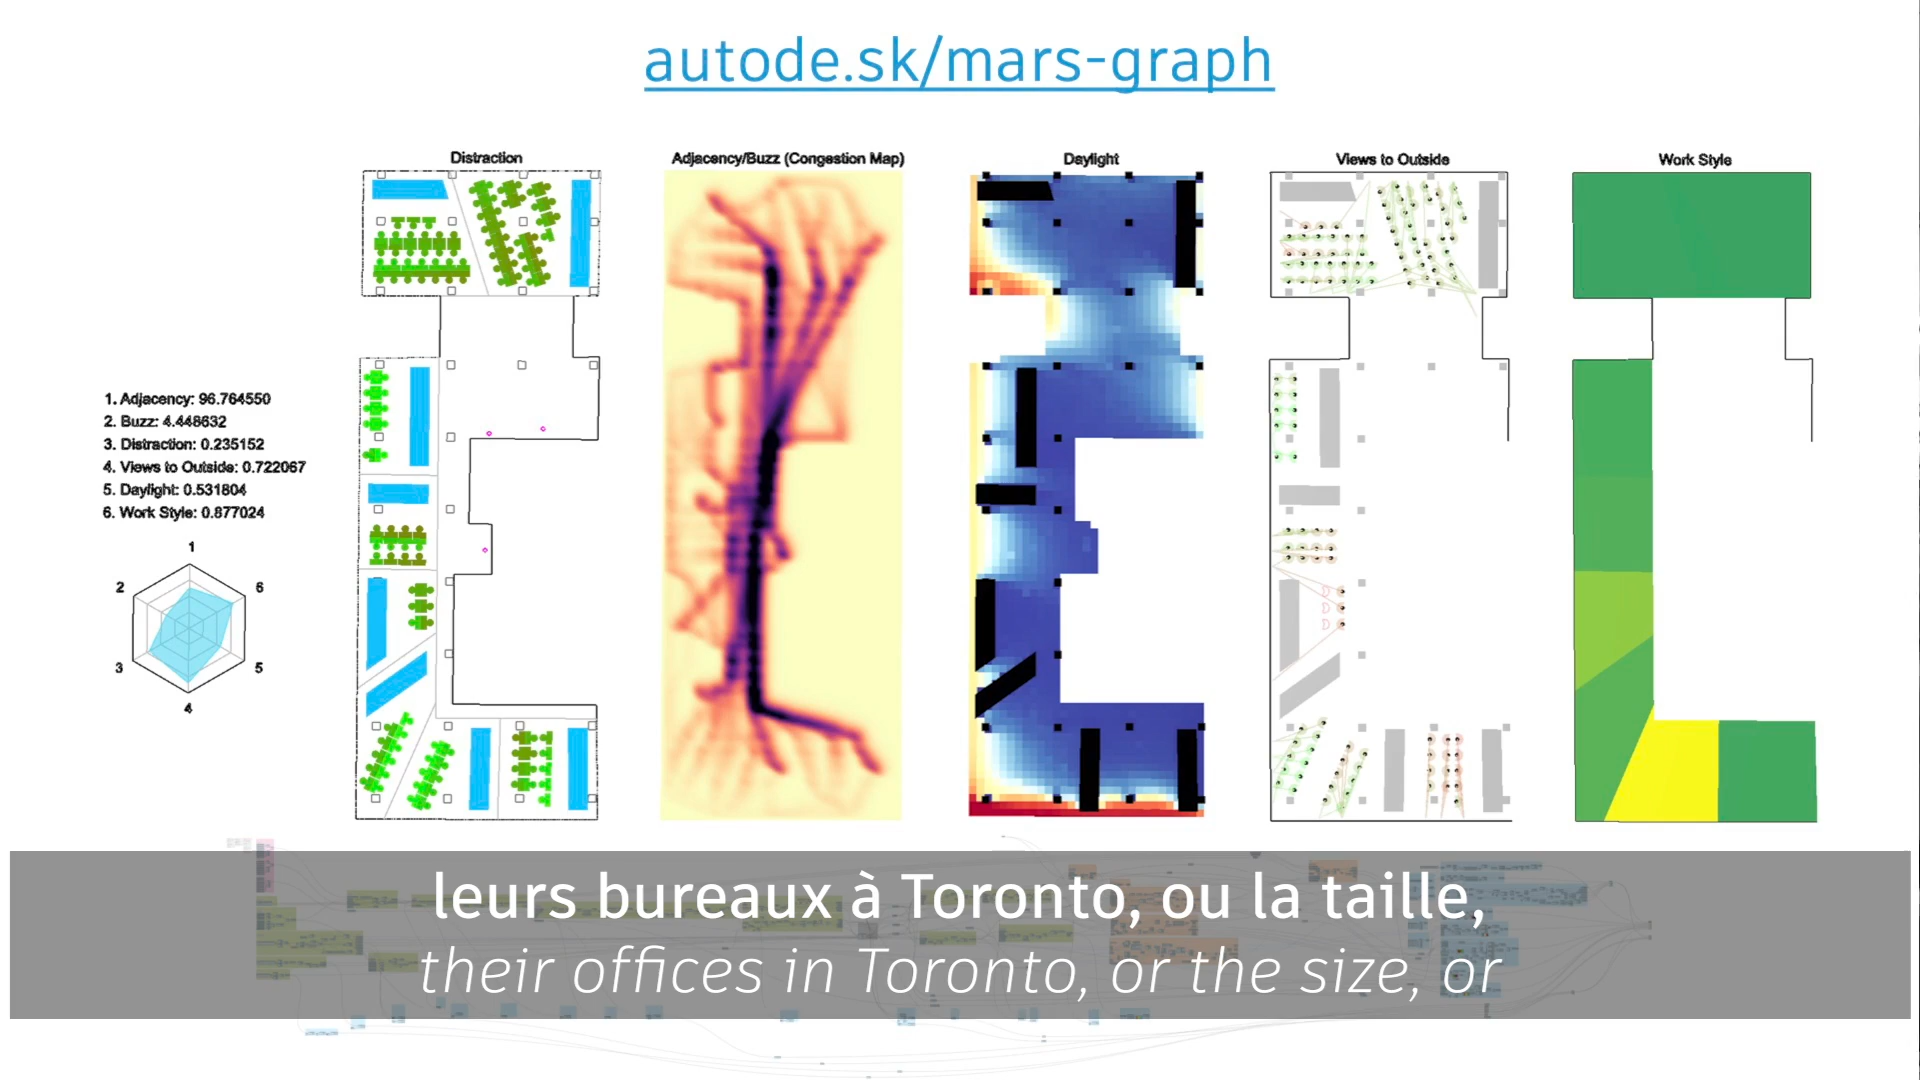 autode.sk/mars-graph
Distraction
Adjacency/Buzz (Congestion Map)
Daylight
Views to Outside
Work Style
1. Adjacency: 96.764550
2. Buzz: 4.448632
3. Distraction: 0.235152
4. Views to Outside: 0.722067
5. Daylight: 0.531804
6. Work Style: 0.877024
1
2
6
3
5
4
leurs bureaux à Toronto, ou la taille,
their offices in Toronto, or the size, or